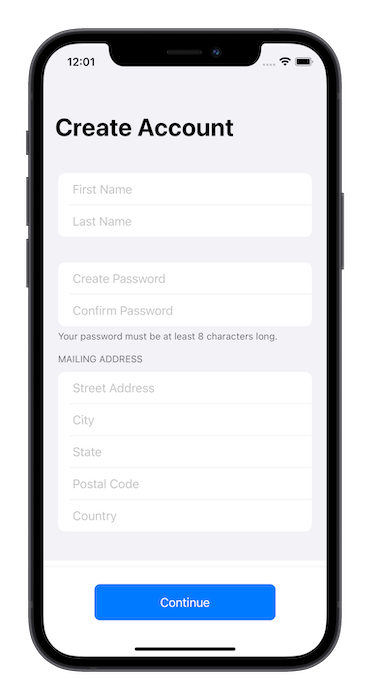 12:01
Create Account
First Name
Last Name
Create Password
Confirm Password
Your password must be at least 8 characters long.
MAILING ADDRESS
Street Address
City
State
Postal Code
Country
Continue